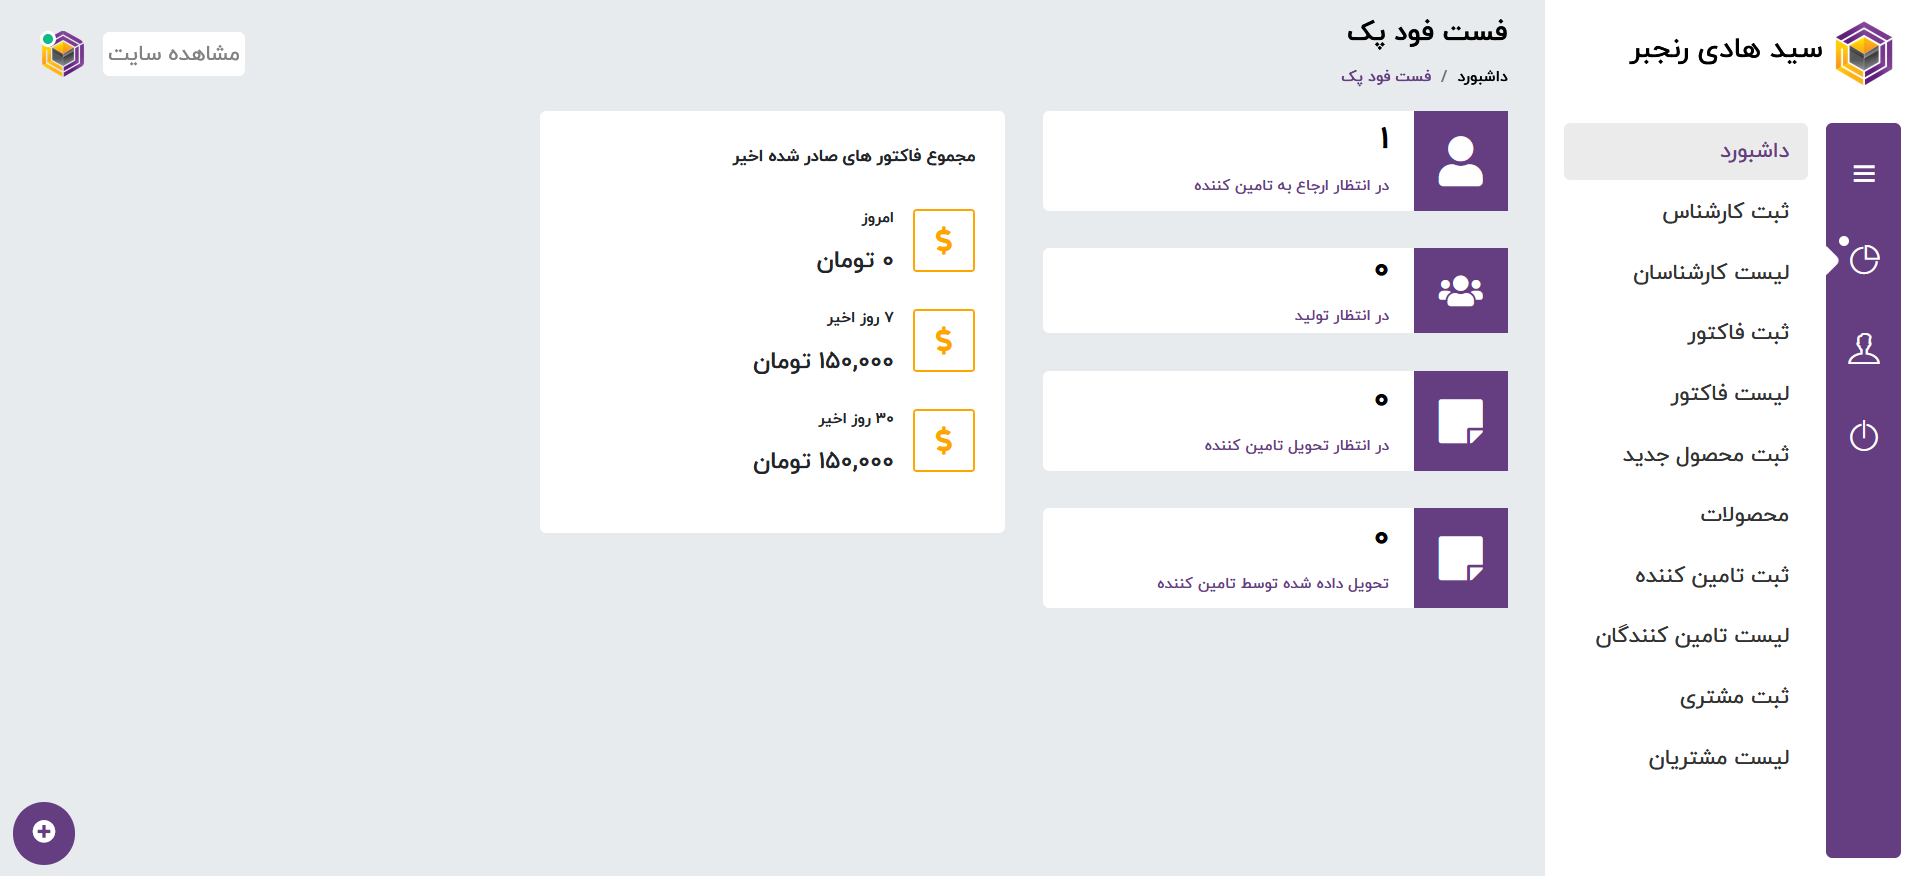 سید هادی رنجبر
داشبورد
ثبت کارشناس
لیست کارشناسان
ثبت فاکتور
لیست فاکتور
ثبت محصول جدید
محصولات
ثبت تامین کننده
لیست تامین کنندگان
ثبت مشتری
لیست مشتریان
فست فود پک
داشبورد / فست فود پک
مشاهده سایت
۱
در انتظار ارجاع به تامین کننده
۰
در انتظار تولید
۰
در انتظار تحویل تامین کننده
۰
تحویل داده شده توسط تامین کننده
مجموع فاکتور های صادر شده اخیر
امروز
۰ تومان
۷ روز اخیر
۱۵۰,۰۰۰ تومان
۳۰ روز اخیر
۱۵۰,۰۰۰ تومان